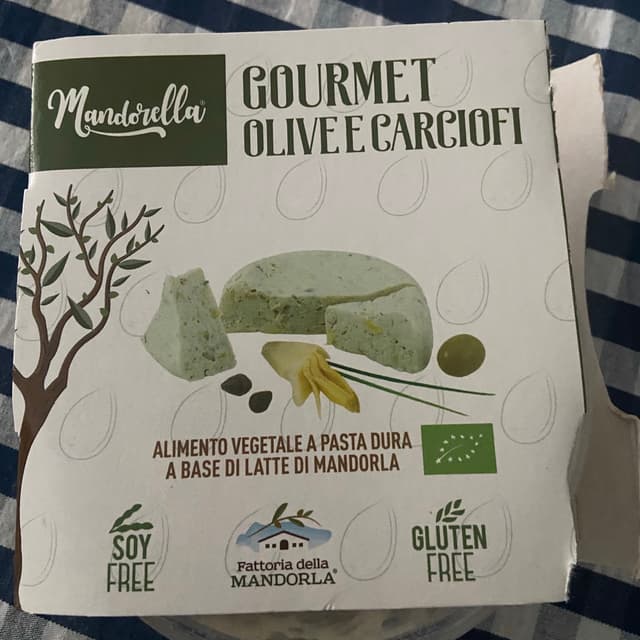 Mandorella®
GOURMET
OLIVE E CARCIOFI
ALIMENTO VEGETALE A PASTA DURA
A BASE DI LATTE DI MANDORLA
SOY
FREE
Fattoria della
MANDORLA®
GLUTEN
FREE